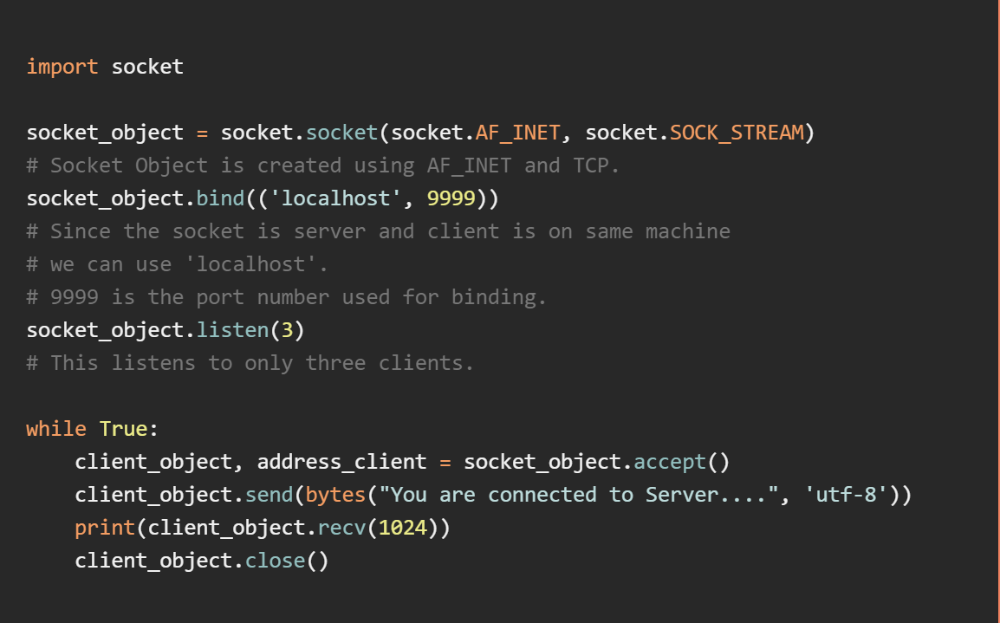 import socket
socket_object = socket.socket(socket.AF_INET, socket.SOCK_STREAM)
# Socket Object is created using AF_INET and TCP.
socket_object.bind(('localhost', 9999))
# Since the socket is server and client is on same machine
# we can use 'localhost'.
# 9999 is the port number used for binding.
socket_object.listen(3)
# This listens to only three clients.
while True:
    client_object, address_client = socket_object.accept()
    client_object.send(bytes("You are connected to Server....", 'utf-8'))
    print(client_object.recv(1024))
    client_object.close()